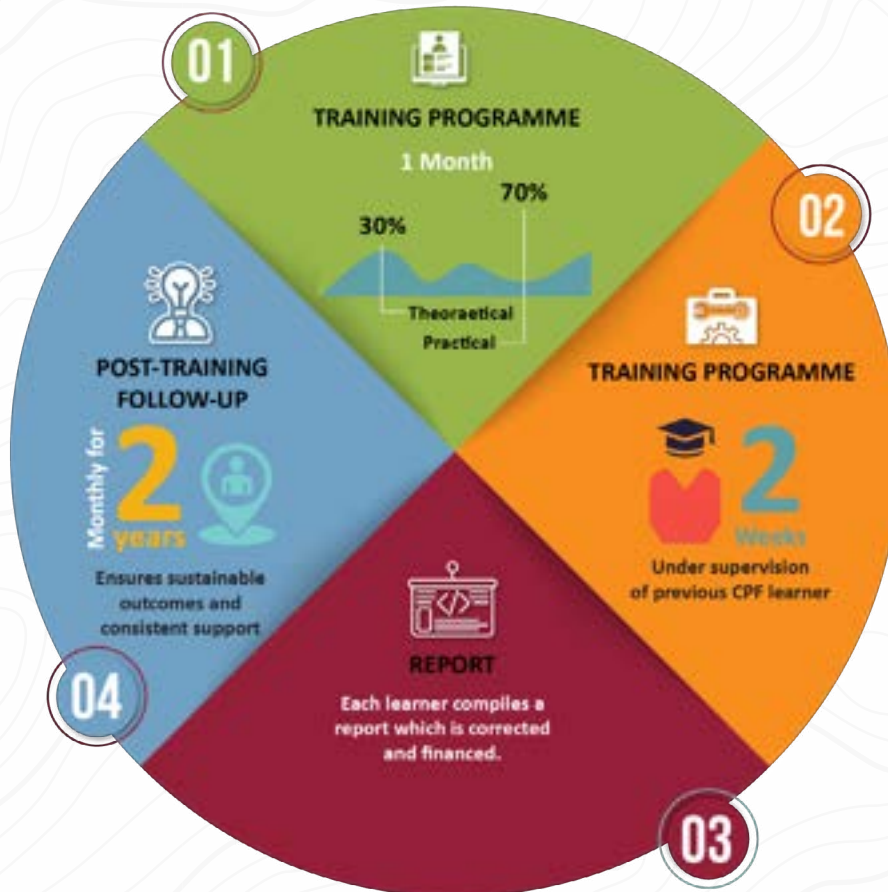 01
TRAINING PROGRAMME
1 Month
70%
30%
Theoraetical
Practical
02
TRAINING PROGRAMME
2
Weeks
Under supervision
of previous CPF learner
03
REPORT
Each learner compiles a
report which is corrected
and financed.
04
POST-TRAINING
FOLLOW-UP
Monthly for
2
years
Ensures sustainable
outcomes and
consistent support